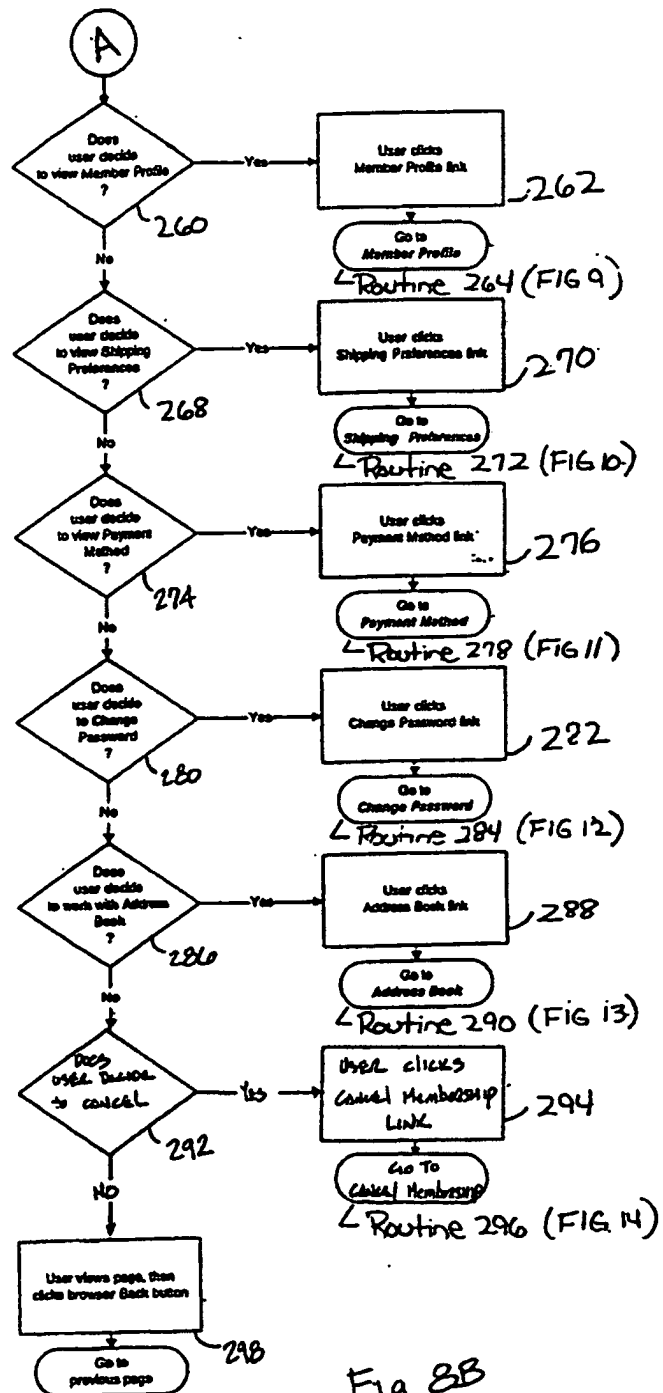 A
Does
user decide
to view Member Profile
?
260
Yes
User clicks
Member Profile link
262
Go to
Member Profile
Routine 264 (FIG 9)
No
Does
user decide
to view Shipping
Preferences
?
268
Yes
User clicks
Shipping Preferences link
270
Go to
Shipping Preferences
Routine 272 (FIG 10)
No
Does
user decide
to view Payment
Method
?
274
Yes
User clicks
Payment Method link
276
Go to
Payment Method
Routine 278 (FIG 11)
No
Does
user decide
to Change
Password
?
280
Yes
User clicks
Change Password link
282
Go to
Change Password
Routine 284 (FIG 12)
No
Does
user decide
to work with Address
Book
?
286
Yes
User clicks
Address Book link
288
Go to
Address Book
Routine 290 (FIG 13)
No
DOES
USER DECIDE
to CANCEL
292
Yes
USER clicks
Cancel Membership
LINK
294
Go To
Cancel Membership
Routine 296 (FIG. 14)
NO
User views page, then
clicks browser Back button
298
Go to
previous page
Fig 8B